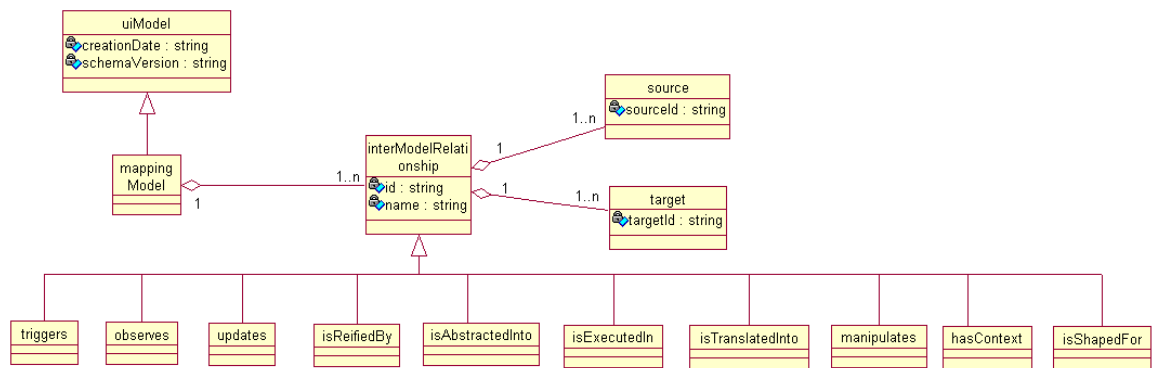 uiModel
creationDate : string
schemaVersion : string
source
sourceId : string
1..n
1
interModelRelati
onship
id : string
name : string
mapping
Model
1..n
1
1
1..n
target
targetId : string
triggers
observes
updates
isReifiedBy
isAbstractedInto
isExecutedIn
isTranslatedInto
manipulates
hasContext
isShapedFor